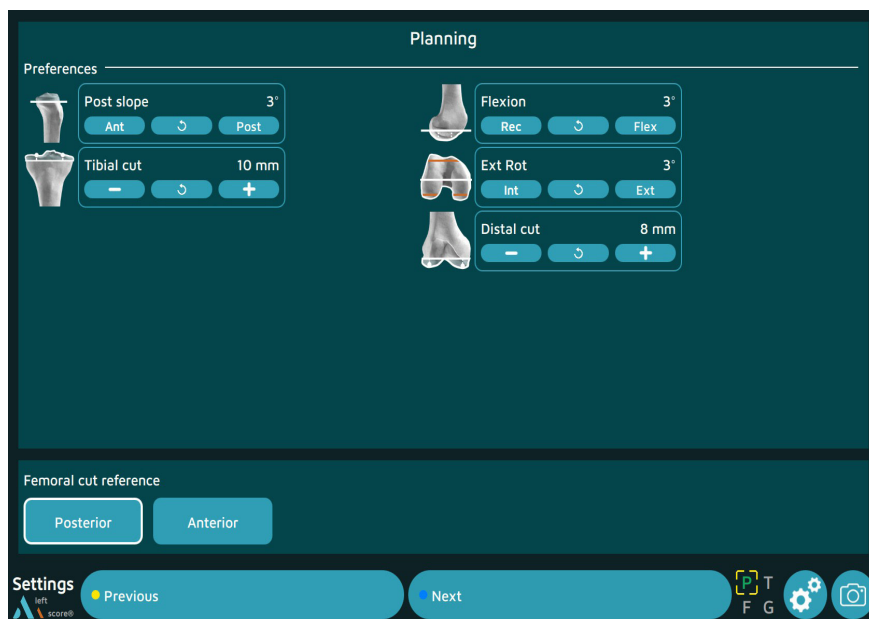 Planning
Preferences
Post slope 3°
Ant Post
Tibial cut 10 mm
Flexion 3°
Rec Flex
Ext Rot 3°
Int Ext
Distal cut 8 mm
Femoral cut reference
Posterior Anterior
Settings
left
score®
Previous
Next
P T
F G